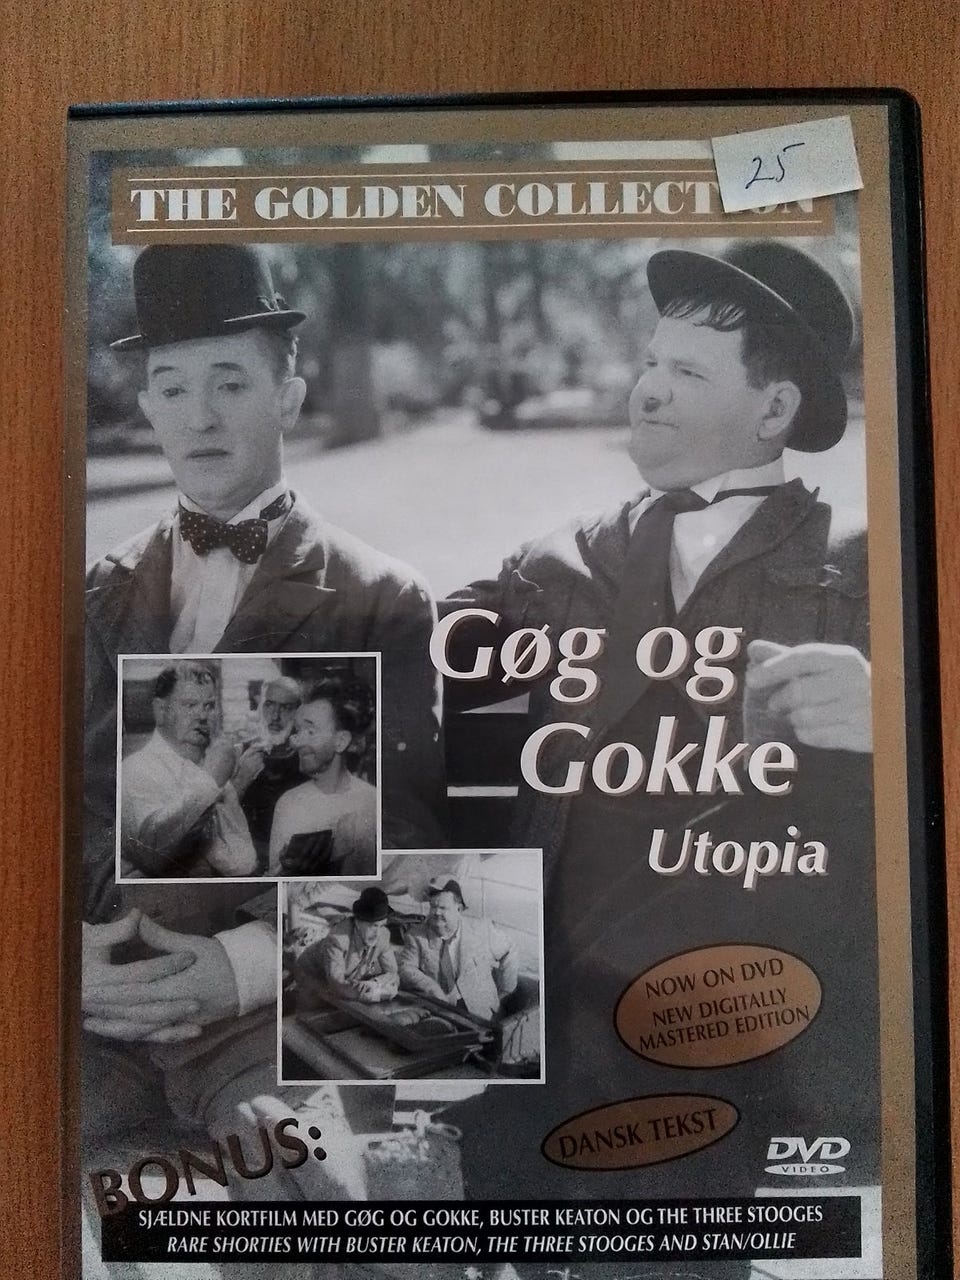 THE GOLDEN COLLECTION
25
Gøg og
Gokke
Utopia
NOW ON DVD
NEW DIGITALLY
MASTERED EDITION
DANSK TEKST
DVD
VIDEO
BONUS:
SJÆLDNE KORTFILM MED GØG OG GOKKE, BUSTER KEATON OG THE THREE STOOGES
RARE SHORTIES WITH BUSTER KEATON, THE THREE STOOGES AND STAN/OLLIE